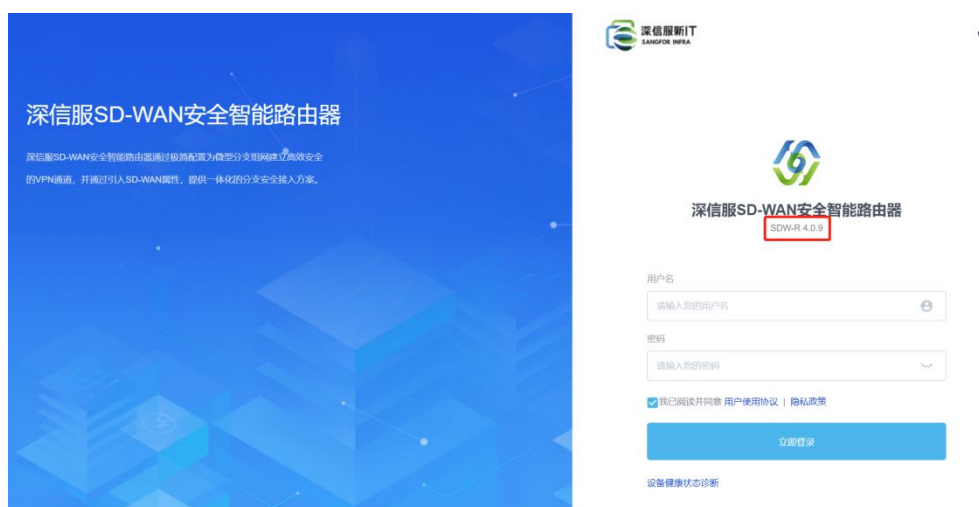 深信服SD-WAN安全智能路由器
深信服SD-WAN安全智能路由器通过极简配置为微型分支组网建立高效安全
的VPN通道，并通过引入SD-WAN属性，提供一体化的分支安全接入方案。
深信服新IT
SANGFOR INFRA
深信服SD-WAN安全智能路由器
SDW-R 4.0.9
用户名
请输入您的用户名
密码
请输入您的密码
我已阅读并同意 用户使用协议 | 隐私政策
立即登录
设备健康状态诊断